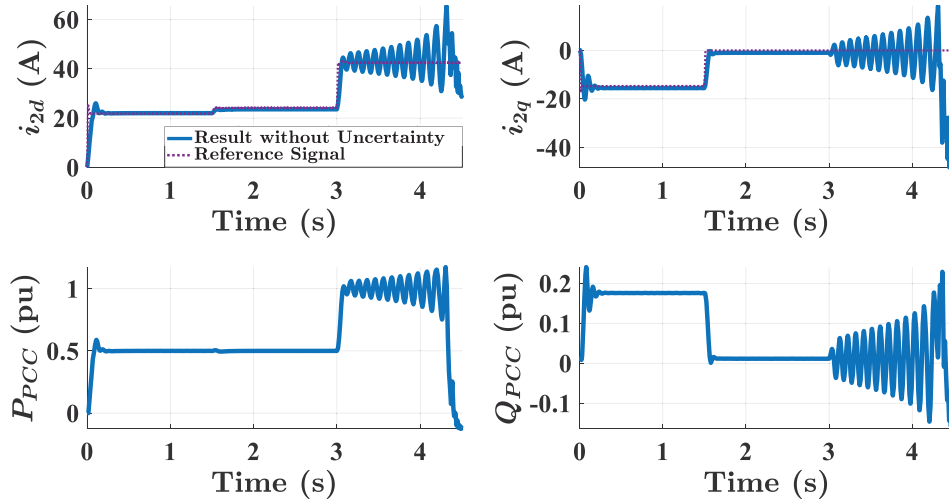 i2d (A)
60
40
20
0
Result without Uncertainty
Reference Signal
0 1 2 3 4
Time (s)
i2q (A)
0
-20
-40
0 1 2 3 4
Time (s)
PPCC (pu)
1
0.5
0
0 1 2 3 4
Time (s)
QPCC (pu)
0.2
0.1
0
-0.1
0 1 2 3 4
Time (s)